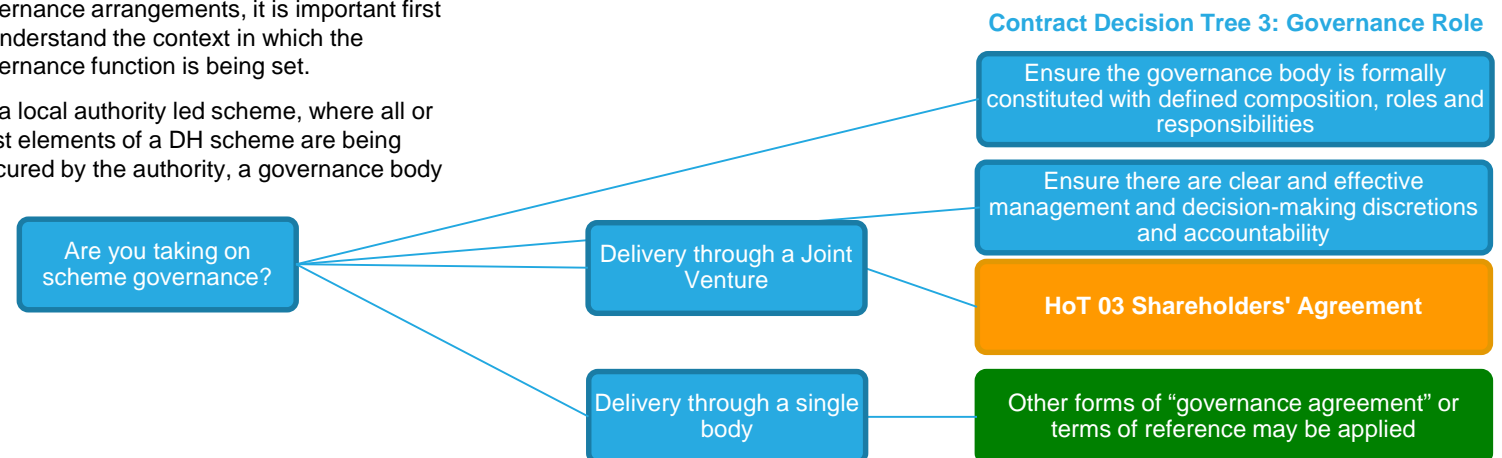 ernance arrangements, it is important first
nderstand the context in which the
ernance function is being set.
a local authority led scheme, where all or
st elements of a DH scheme are being
cured by the authority, a governance body
Contract Decision Tree 3: Governance Role
Ensure the governance body is formally
constituted with defined composition, roles and
responsibilities
Ensure there are clear and effective
management and decision-making discretions
and accountability
Are you taking on
scheme governance?
Delivery through a Joint
Venture
HoT 03 Shareholders' Agreement
Delivery through a single
body
Other forms of “governance agreement” or
terms of reference may be applied